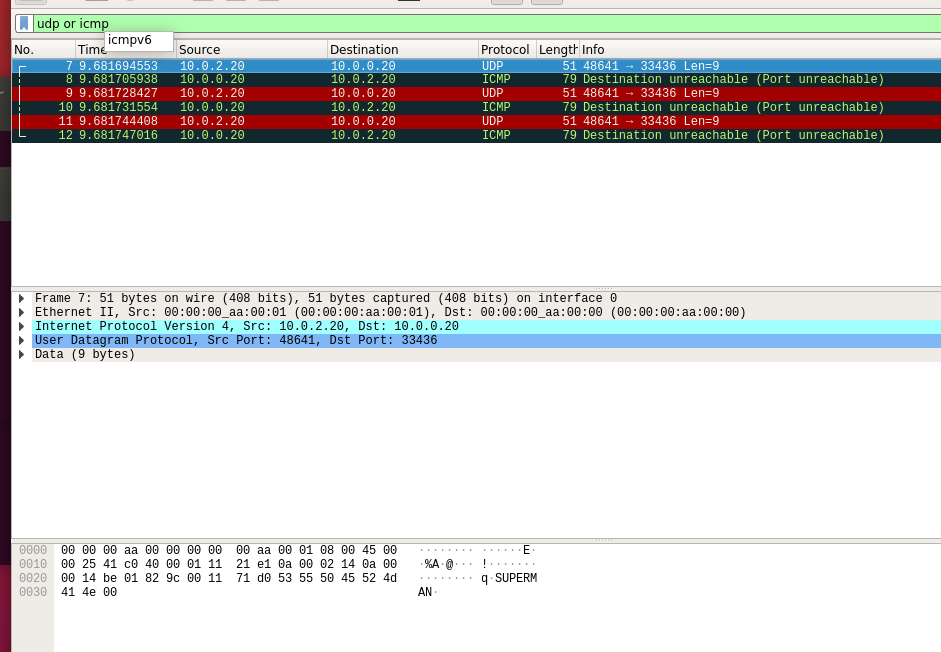 udp or icmp
icmpv6
No. Time Source Destination Protocol Length Info
7 9.681694553 10.0.2.20 10.0.0.20 UDP 51 48641 → 33436 Len=9
8 9.681705938 10.0.0.20 10.0.2.20 ICMP 79 Destination unreachable (Port unreachable)
9 9.681728427 10.0.2.20 10.0.0.20 UDP 51 48641 → 33436 Len=9
10 9.681731554 10.0.0.20 10.0.2.20 ICMP 79 Destination unreachable (Port unreachable)
11 9.681744408 10.0.2.20 10.0.0.20 UDP 51 48641 → 33436 Len=9
12 9.681747016 10.0.0.20 10.0.2.20 ICMP 79 Destination unreachable (Port unreachable)
Frame 7: 51 bytes on wire (408 bits), 51 bytes captured (408 bits) on interface 0
Ethernet II, Src: 00:00:00_aa:00:01 (00:00:00:aa:00:01), Dst: 00:00:00_aa:00:00 (00:00:00:aa:00:00)
Internet Protocol Version 4, Src: 10.0.2.20, Dst: 10.0.0.20
User Datagram Protocol, Src Port: 48641, Dst Port: 33436
Data (9 bytes)
0000 00 00 00 aa 00 00 00 00 00 aa 00 01 08 00 45 00 ········ ······E·
0010 00 25 41 c0 40 00 01 11 21 e1 0a 00 02 14 0a 00 ·%A·@··· !·······
0020 00 14 be 01 82 9c 00 11 71 d0 53 55 50 45 52 4d ········ q·SUPERM
0030 41 4e 00 AN·